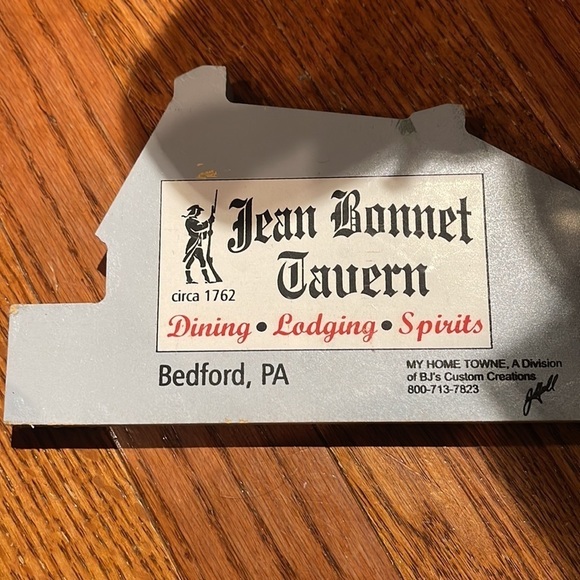 Jean Bonnet
Tavern
circa 1762
Dining • Lodging • Spirits
Bedford, PA
MY HOME TOWNE, A Division
of BJ's Custom Creations
800-713-7823